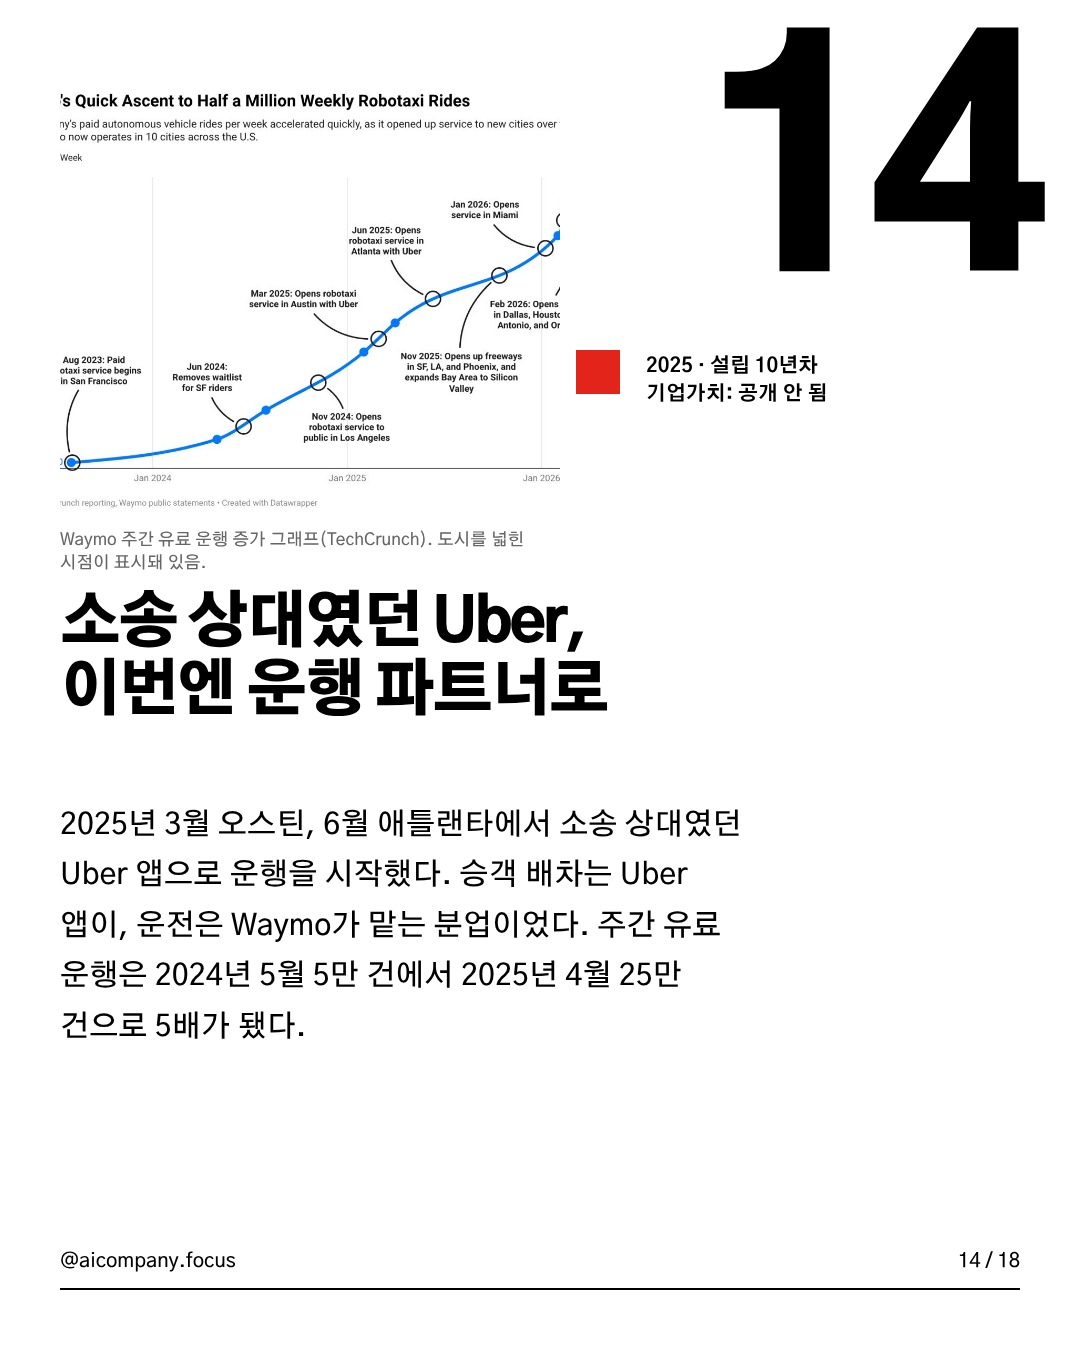 14
's Quick Ascent to Half a Million Weekly Robotaxi Rides
ny's paid autonomous vehicle rides per week accelerated quickly, as it opened up service to new cities over
o now operates in 10 cities across the U.S.
Week
Jan 2026: Opens
service in Miami
Jun 2025: Opens
robotaxi service in
Atlanta with Uber
Mar 2025: Opens robotaxi
service in Austin with Uber
Feb 2026: Opens
in Dallas, Housto
Antonio, and Or
Nov 2025: Opens up freeways
in SF, LA, and Phoenix, and
expands Bay Area to Silicon
Valley
Aug 2023: Paid
otaxi service begins
in San Francisco
Jun 2024:
Removes waitlist
for SF riders
Nov 2024: Opens
robotaxi service to
public in Los Angeles
Jan 2024
Jan 2025
Jan 2026
runch reporting, Waymo public statements • Created with Datawrapper
2025 · 설립 10년차
기업가치: 공개 안 됨
Waymo 주간 유료 운행 증가 그래프(TechCrunch). 도시를 넓힌
시점이 표시돼 있음.
소송 상대였던 Uber,
이번엔 운행 파트너로
2025년 3월 오스틴, 6월 애틀랜타에서 소송 상대였던
Uber 앱으로 운행을 시작했다. 승객 배차는 Uber
앱이, 운전은 Waymo가 맡는 분업이었다. 주간 유료
운행은 2024년 5월 5만 건에서 2025년 4월 25만
건으로 5배가 됐다.
@aicompany.focus
14 / 18